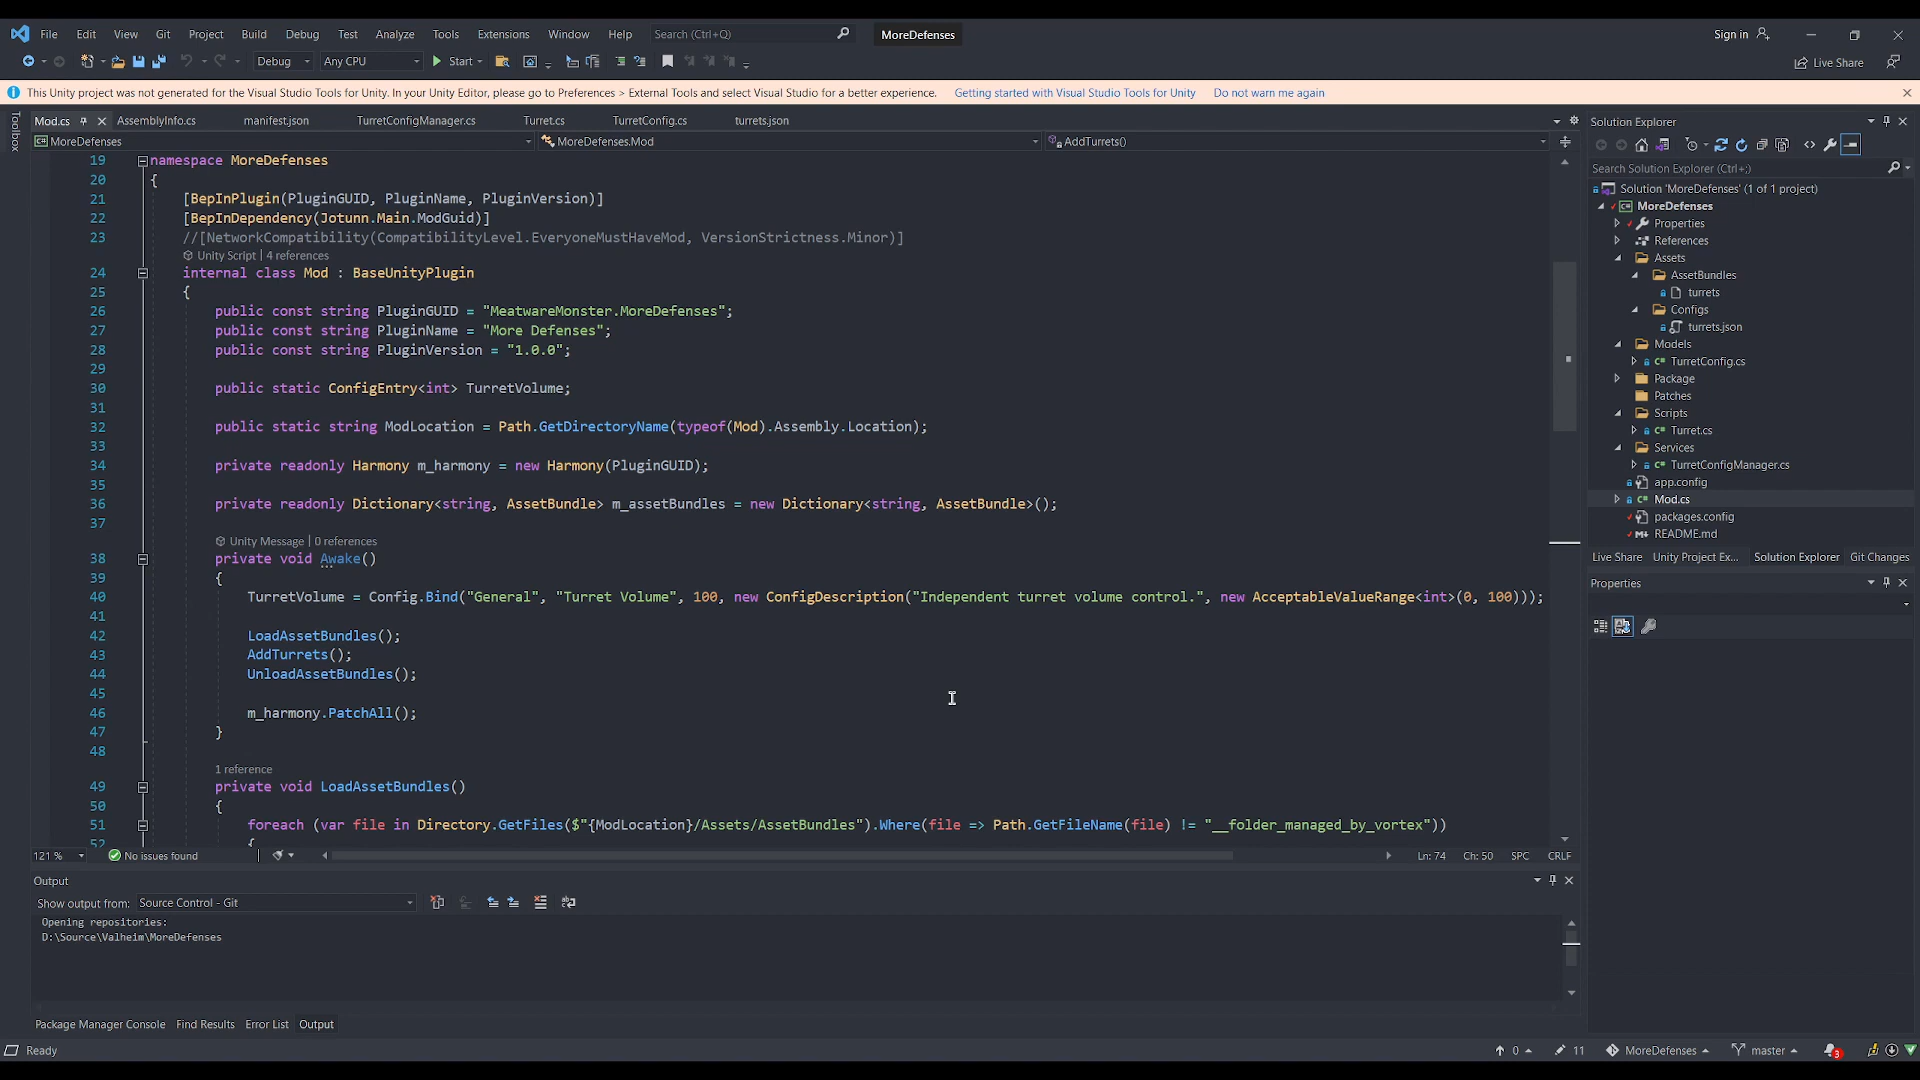 File Edit View Git Project Build Debug Test Analyze Tools Extensions Window Help Search (Ctrl+Q) MoreDefenses Sign in
Debug Any CPU Start Live Share
This Unity project was not generated for the Visual Studio Tools for Unity. In your Unity Editor, please go to Preferences > External Tools and select Visual Studio for a better experience. Getting started with Visual Studio Tools for Unity Do not warn me again
Toolbox
Mod.cs AssemblyInfo.cs manifest.json TurretConfigManager.cs Turret.cs TurretConfig.cs turrets.json
MoreDefenses MoreDefenses.Mod AddTurrets()
19 namespace MoreDefenses
20 {
21 [BepInPlugin(PluginGUID, PluginName, PluginVersion)]
22 [BepInDependency(Jotunn.Main.ModGuid)]
23 //[NetworkCompatibility(CompatibilityLevel.EveryoneMustHaveMod, VersionStrictness.Minor)]
Unity Script | 4 references
24 internal class Mod : BaseUnityPlugin
25 {
26 public const string PluginGUID = "MeatwareMonster.MoreDefenses";
27 public const string PluginName = "More Defenses";
28 public const string PluginVersion = "1.0.0";
29
30 public static ConfigEntry<int> TurretVolume;
31
32 public static string ModLocation = Path.GetDirectoryName(typeof(Mod).Assembly.Location);
33
34 private readonly Harmony m_harmony = new Harmony(PluginGUID);
35
36 private readonly Dictionary<string, AssetBundle> m_assetBundles = new Dictionary<string, AssetBundle>();
37
Unity Message | 0 references
38 private void Awake()
39 {
40 TurretVolume = Config.Bind("General", "Turret Volume", 100, new ConfigDescription("Independent turret volume control.", new AcceptableValueRange<int>(0, 100)));
41
42 LoadAssetBundles();
43 AddTurrets();
44 UnloadAssetBundles();
45
46 m_harmony.PatchAll();
47 }
48
1 reference
49 private void LoadAssetBundles()
50 {
51 foreach (var file in Directory.GetFiles($"{ModLocation}/Assets/AssetBundles").Where(file => Path.GetFileName(file) != "__folder_managed_by_vortex"))
52 {
121 % No issues found Ln: 74 Ch: 50 SPC CRLF
Output
Show output from: Source Control - Git
Opening repositories:
D:\Source\Valheim\MoreDefenses
Package Manager Console Find Results Error List Output
Ready 0 11 MoreDefenses master 3
Solution Explorer
Search Solution Explorer (Ctrl+;)
Solution 'MoreDefenses' (1 of 1 project)
MoreDefenses
Properties
References
Assets
AssetBundles
turrets
Configs
turrets.json
Models
TurretConfig.cs
Package
Patches
Scripts
Turret.cs
Services
TurretConfigManager.cs
app.config
Mod.cs
packages.config
README.md
Live Share Unity Project Ex... Solution Explorer Git Changes
Properties